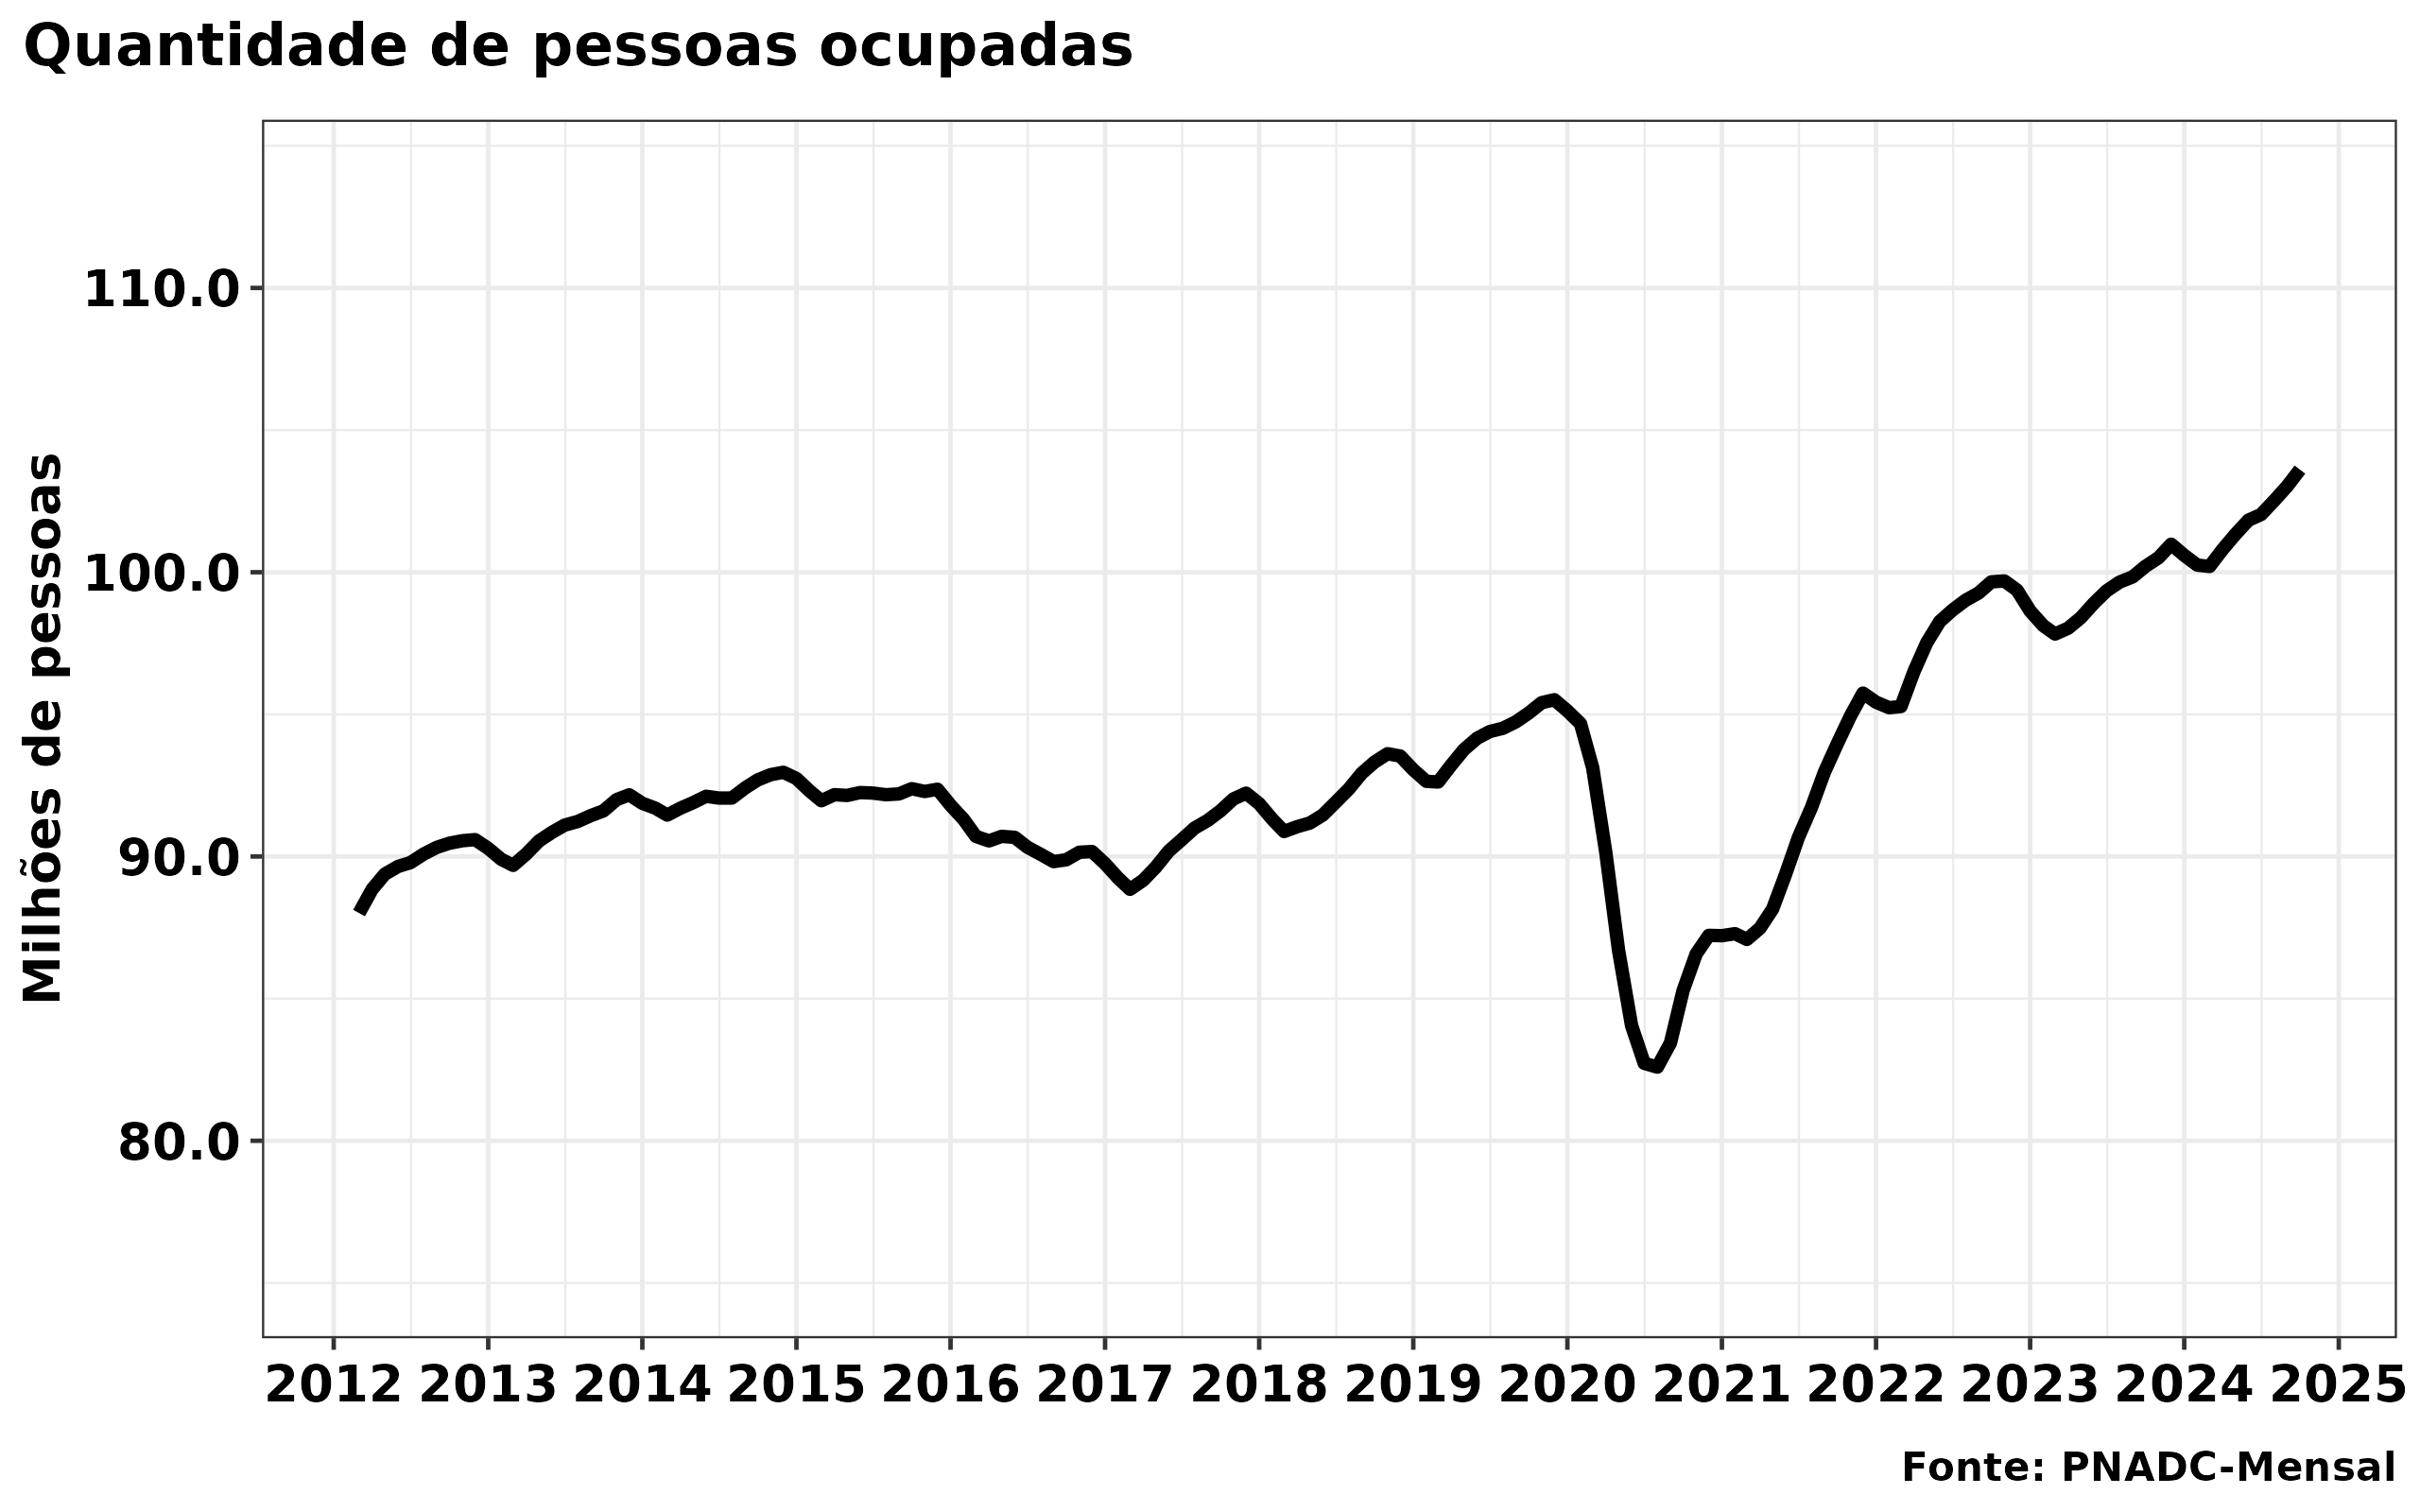 Quantidade de pessoas ocupadas
Milhões de pessoas
110.0
100.0
90.0
80.0
2012 2013 2014 2015 2016 2017 2018 2019 2020 2021 2022 2023 2024 2025
Fonte: PNADC-Mensal